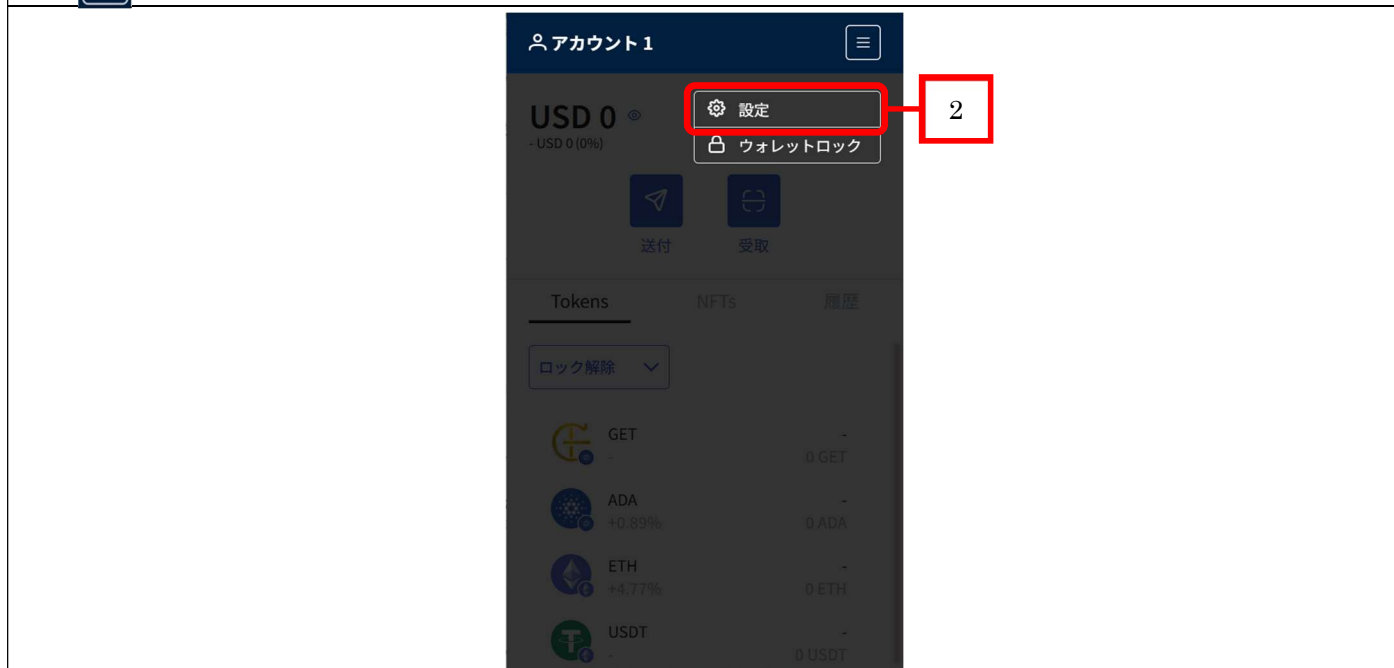 アカウント 1
USD 0
- USD 0 (0%)
設定
2
ウォレットロック
送付 受取
Tokens NFTs 履歴
ロック解除
GET -
- 0 GET
ADA -
+0.89% 0 ADA
ETH -
+4.77% 0 ETH
USDT -
- 0 USDT